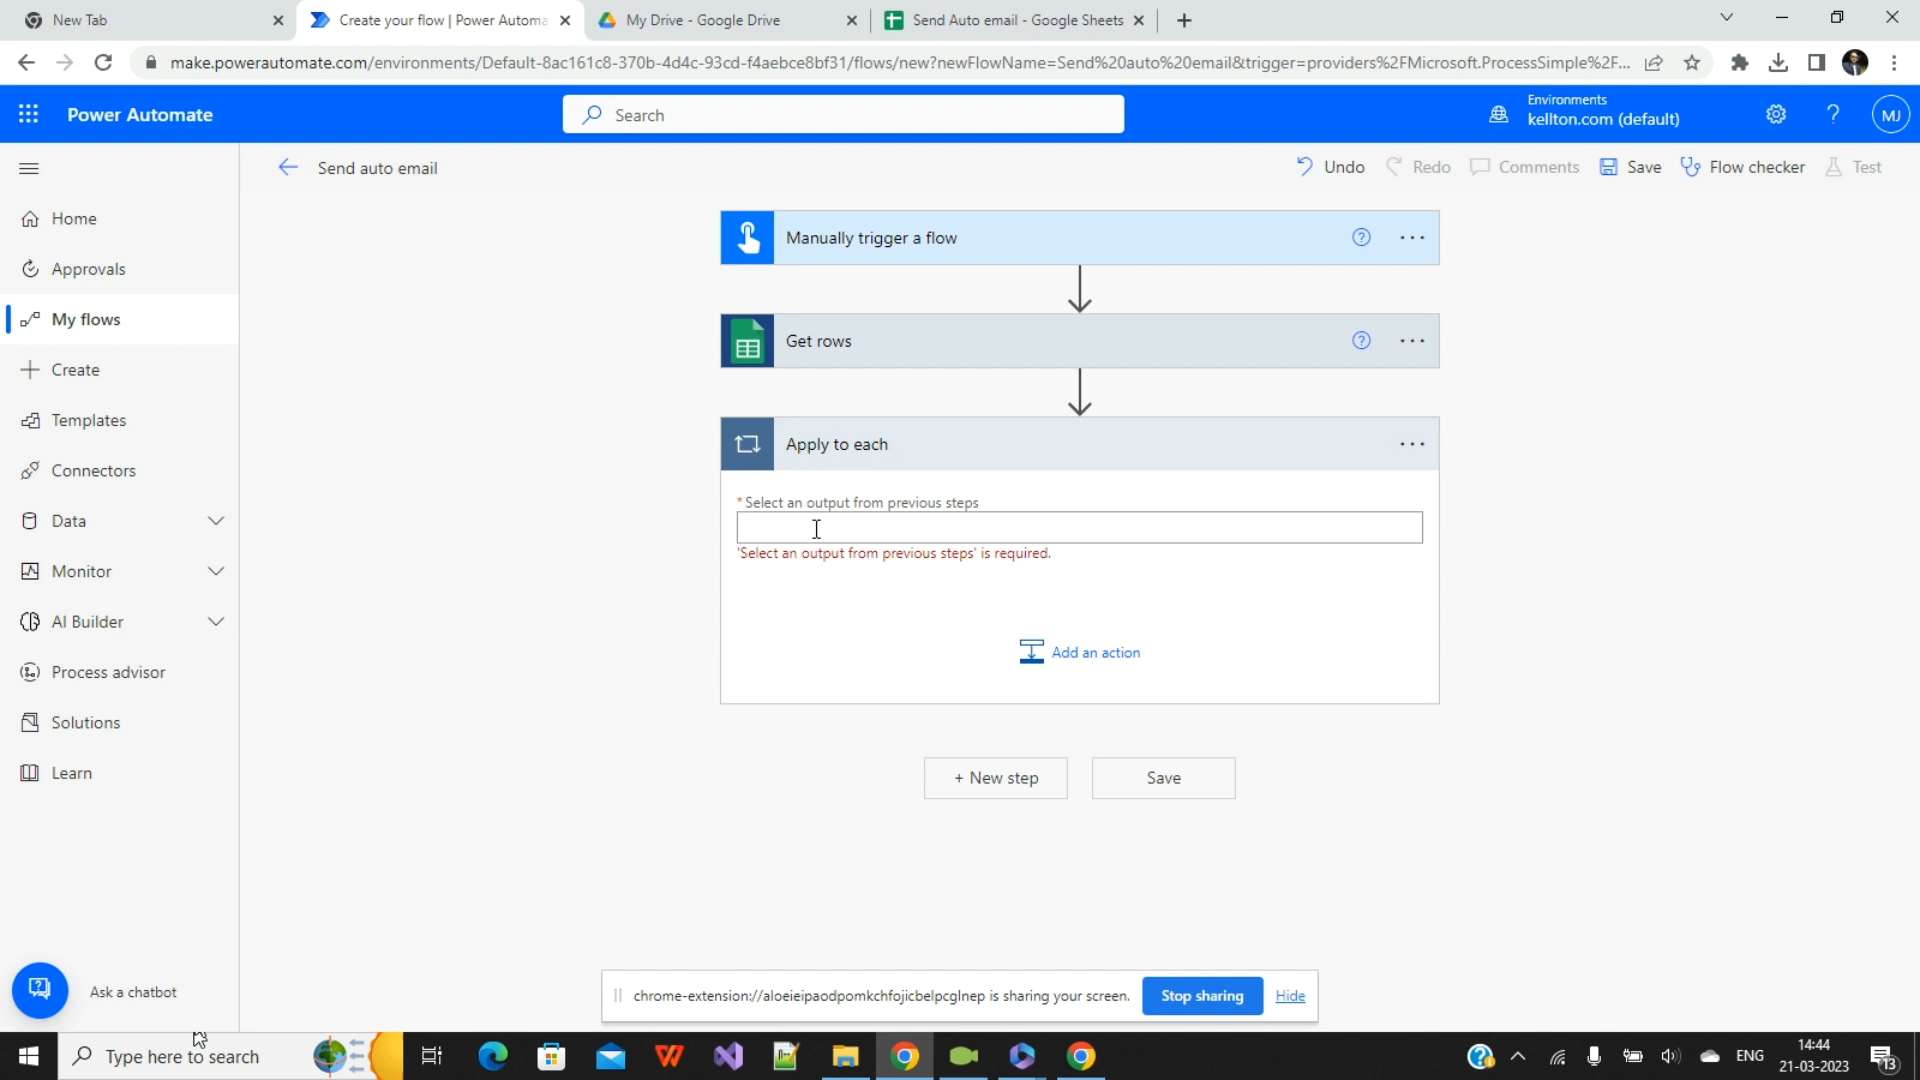 New Tab
Create your flow | Power Automa
My Drive - Google Drive
Send Auto email - Google Sheets
make.powerautomate.com/environments/Default-8ac161c8-370b-4d4c-93cd-f4aebce8bf31/flows/new?newFlowName=Send%20auto%20email&trigger=providers%2FMicrosoft.ProcessSimple%2F...
Power Automate
Search
Environments
kellton.com (default)
?
MJ
Send auto email
Undo
Redo
Comments
Save
Flow checker
Test
Home
Approvals
My flows
Create
Templates
Connectors
Data
Monitor
AI Builder
Process advisor
Solutions
Learn
Ask a chatbot
Manually trigger a flow
Get rows
Apply to each
* Select an output from previous steps
'Select an output from previous steps' is required.
Add an action
+ New step
Save
chrome-extension://aloeieipaodpomkchfojicbelpcglnep is sharing your screen.
Stop sharing
Hide
Type here to search
ENG
14:44
21-03-2023
13